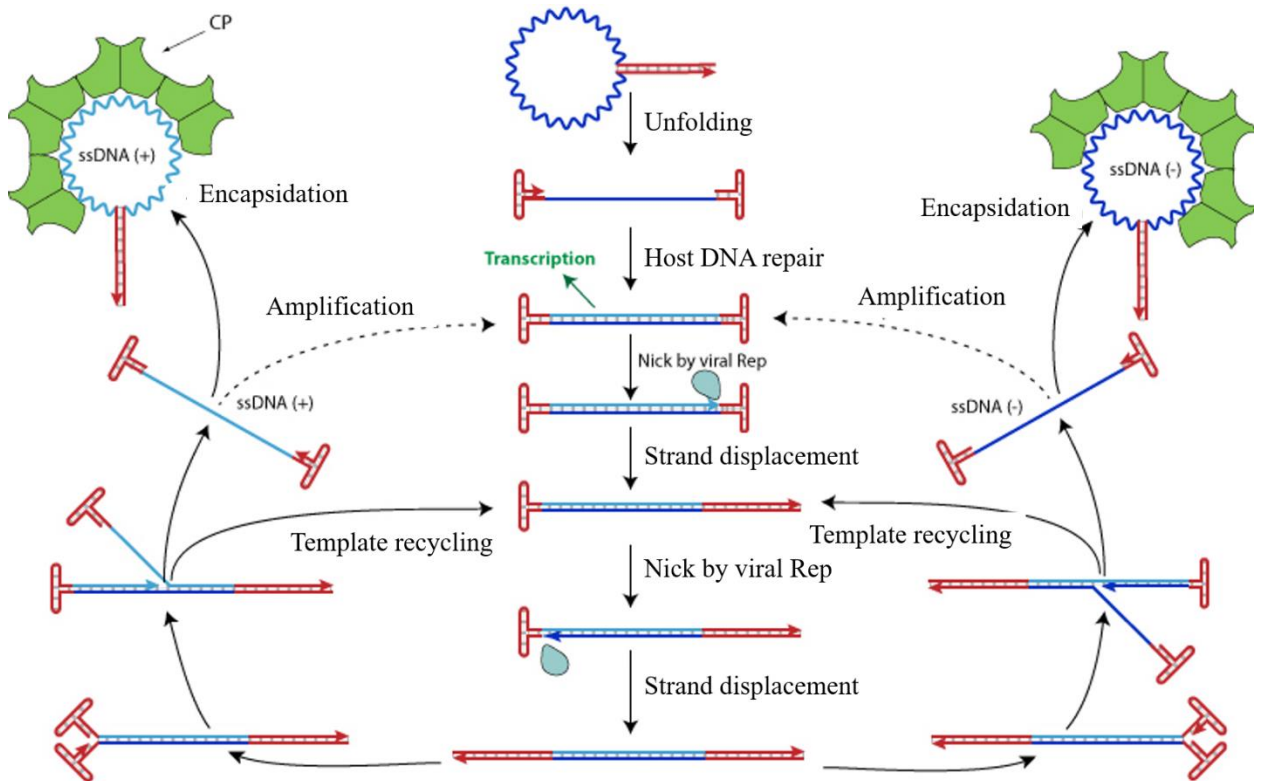 CP
ssDNA (+)
Encapsidation
Unfolding
ssDNA (-)
Encapsidation
Transcription
Host DNA repair
Amplification
Amplification
Nick by viral Rep
ssDNA (+)
ssDNA (-)
Strand displacement
Template recycling
Template recycling
Nick by viral Rep
Strand displacement